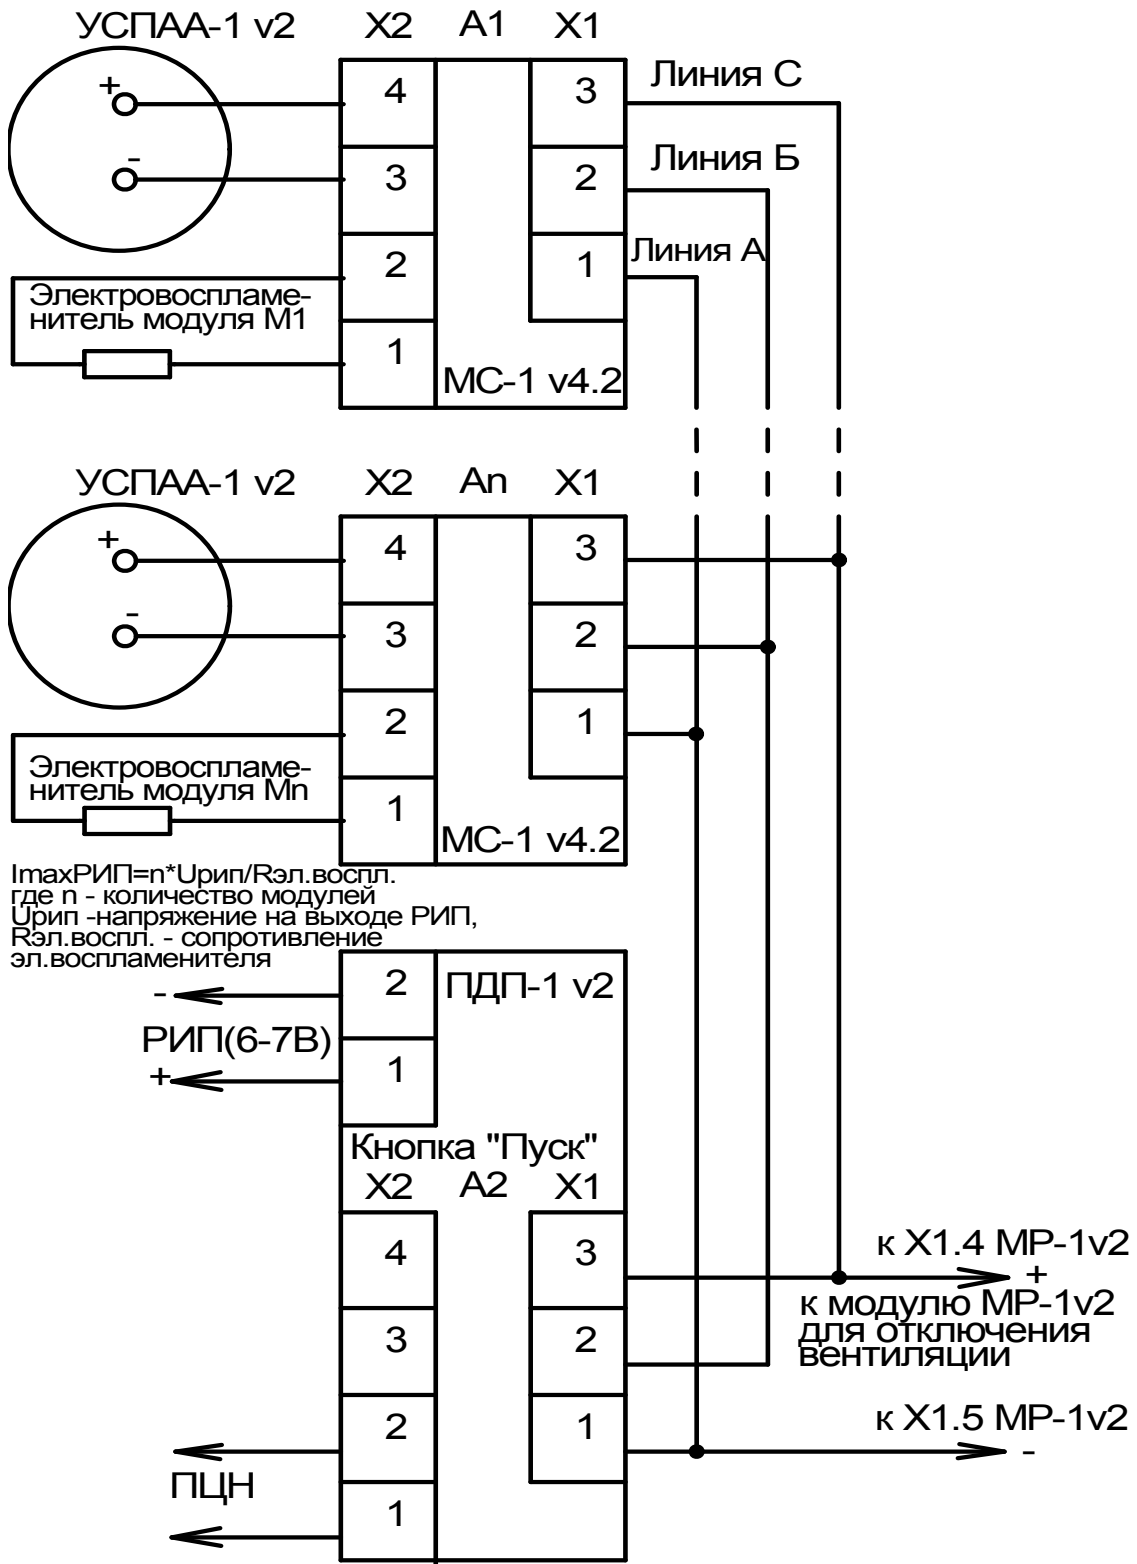 УСПАА-1 v2 X2 A1 X1
+ 4 3 Линия С
- 3 2 Линия Б
2 1 Линия А
Электровоспламе-
нитель модуля М1
1
МС-1 v4.2
УСПАА-1 v2 X2 An X1
+ 4 3
- 3 2
2 1
Электровоспламе-
нитель модуля Mn
1
МС-1 v4.2
ImaxРИП=n*Uрип/Rэл.воспл.
где n - количество модулей
Uрип -напряжение на выходе РИП,
Rэл.воспл. - сопротивление
эл.воспламенителя
- 2 ПДП-1 v2
РИП(6-7В)
+ 1
Кнопка "Пуск"
X2 A2 X1
4 3 к X1.4 МР-1v2
+
к модулю МР-1v2
для отключения
вентиляции
3 2
2 1 к X1.5 МР-1v2
-
ПЦН
1